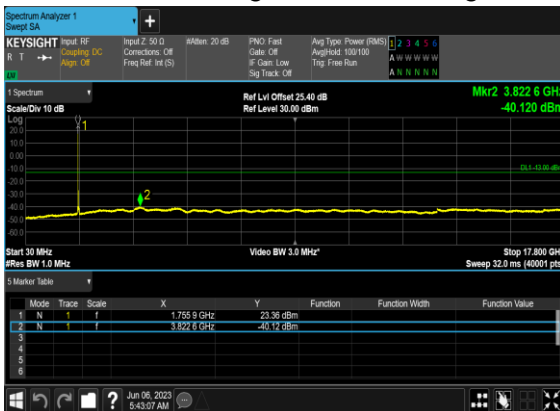 Spectrum Analyzer 1
Swept SA
KEYSIGHT
R T
LV
Input: RF
Coupling: DC
Align: Off
Input Z: 50 Ω
Corrections: Off
Freq Ref: Int (S)
#Atten: 20 dB
PNO: Fast
Gate: Off
IF Gain: Low
Sig Track: Off
Avg Type: Power (RMS)
Avg|Hold: 100/100
Trig: Free Run
1 2 3 4 5 6
A W W W W W
A N N N N N
1 Spectrum
Scale/Div 10 dB
Ref Lvl Offset 25.40 dB
Ref Level 30.00 dBm
Mkr2 3.822 6 GHz
-40.120 dBm
Log
20.0
10.0
0.00
-10.0
-20.0
-30.0
-40.0
-50.0
-60.0
1
2
DL1 -13.00 dBm
Start 30 MHz
#Res BW 1.0 MHz
Video BW 3.0 MHz*
Stop 17.800 GH
Sweep 32.0 ms (40001 pts
5 Marker Table
Mode Trace Scale X Y Function Function Width Function Value
1 N 1 f 1.755 9 GHz 23.36 dBm
2 N 1 f 3.822 6 GHz -40.12 dBm
3
4
5
6
?
Jun 06, 2023
5:43:07 AM